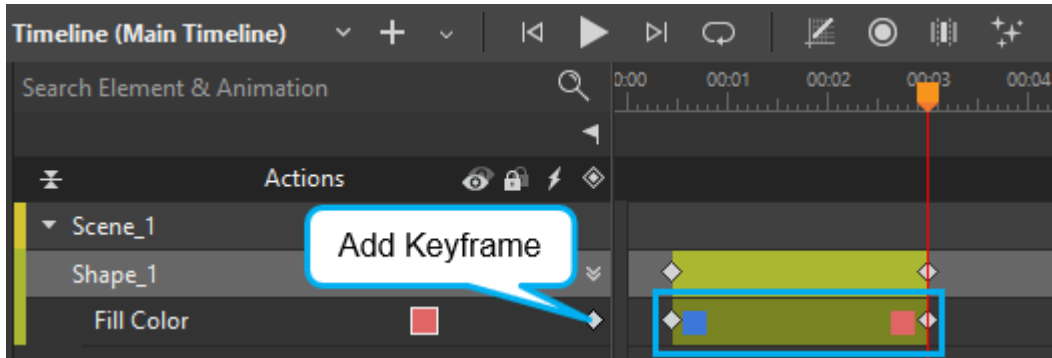 Timeline (Main Timeline)
Search Element & Animation
0:00 00:01 00:02 00:03 00:04
Actions
Scene_1
Add Keyframe
Shape_1
Fill Color